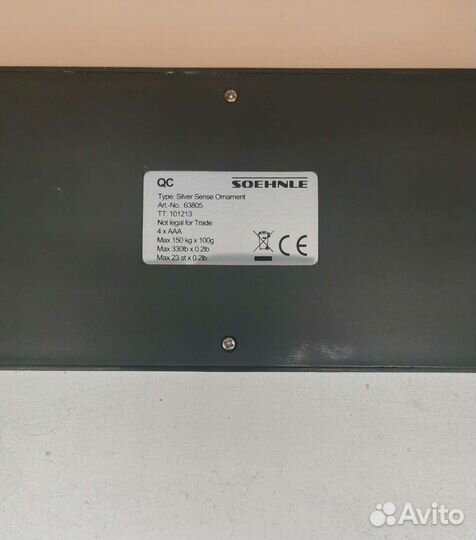 QC SOEHNLE
Type: Silver Sense Ornament
Art.-No.: 63805
TT: 101213
Not legal for Trade
4 x AAA
Max 150 kg x 100g
Max 330lb x 0.2lb
Max 23 st x 0.2lb
CE
Avito